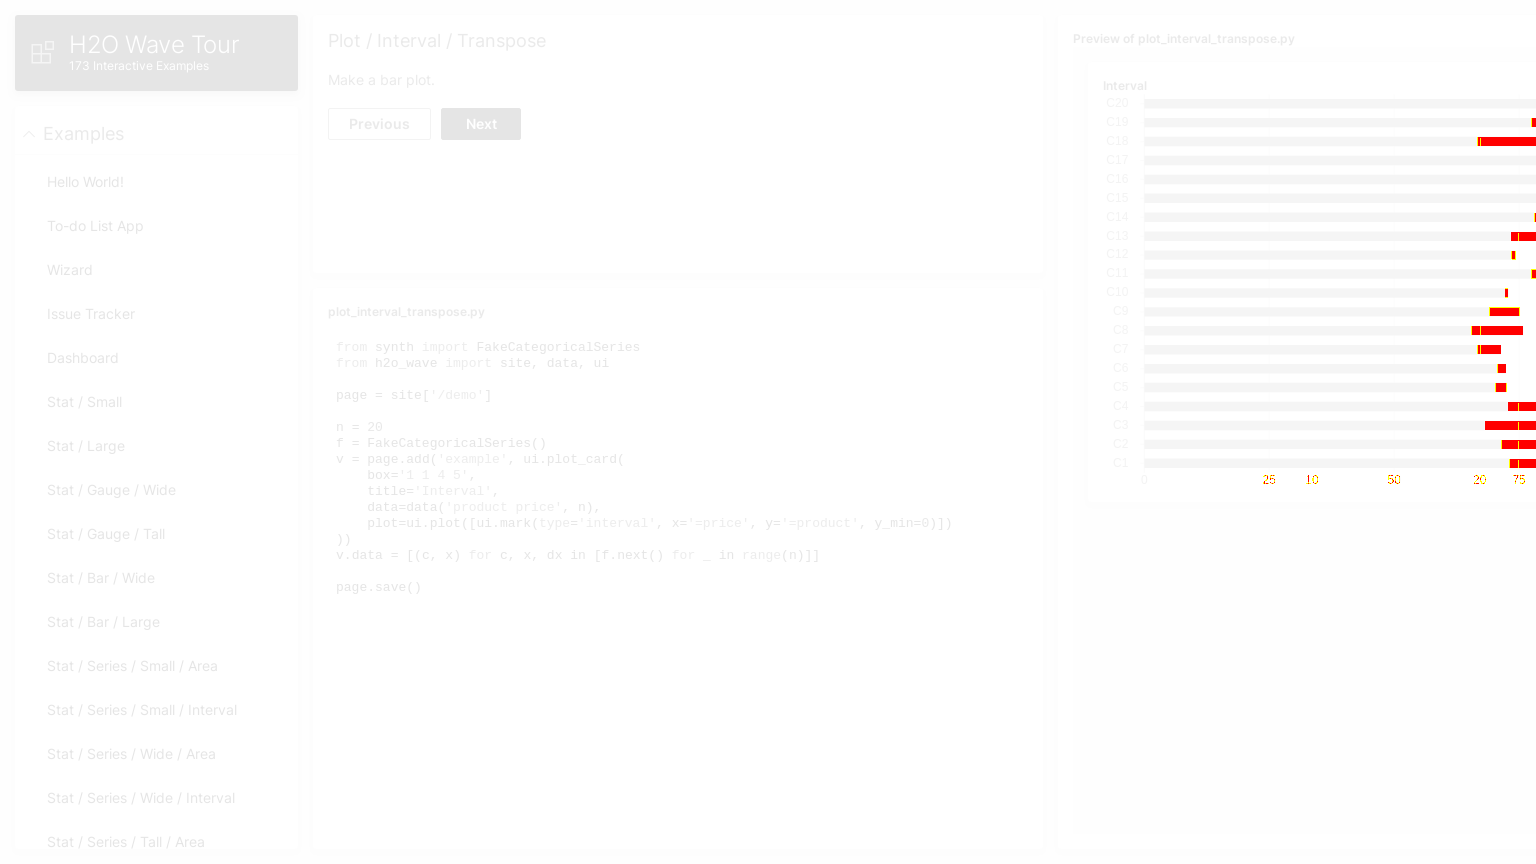 H2O Wave Tour
173 Interactive Examples
Examples
Hello World!
To-do List App
Wizard
Issue Tracker
Dashboard
Stat / Small
Stat / Large
Stat / Gauge / Wide
Stat / Gauge / Tall
Stat / Bar / Wide
Stat / Bar / Large
Stat / Series / Small / Area
Stat / Series / Small / Interval
Stat / Series / Wide / Area
Stat / Series / Wide / Interval
Stat / Series / Tall / Area
Plot / Interval / Transpose
Make a bar plot.
Previous
Next
plot_interval_transpose.py
from synth import FakeCategoricalSeries
from h2o_wave import site, data, ui
page = site['/demo']
n = 20
f = FakeCategoricalSeries()
v = page.add('example', ui.plot_card(
    box='1 1 4 5',
    title='Interval',
    data=data('product price', n),
    plot=ui.plot([ui.mark(type='interval', x='=price', y='=product', y_min=0)])
))
v.data = [(c, x) for c, x, dx in [f.next() for _ in range(n)]]
page.save()
Preview of plot_interval_transpose.py
Interval
C20
C19
C18
C17
C16
C15
C14
C13
C12
C11
C10
C9
C8
C7
C6
C5
C4
C3
C2
C1
0 25 10 50 20 75